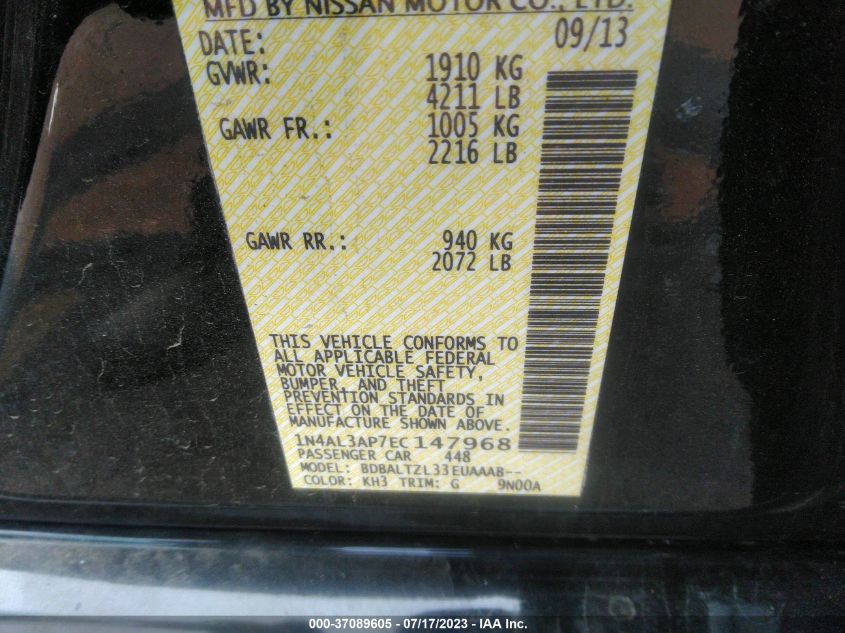 MFD BY NISSAN MOTOR CO., LTD.
DATE: 09/13
GVWR: 1910 KG
4211 LB
GAWR FR.: 1005 KG
2216 LB
GAWR RR.: 940 KG
2072 LB
THIS VEHICLE CONFORMS TO
ALL APPLICABLE FEDERAL
MOTOR VEHICLE SAFETY,
BUMPER, AND THEFT
PREVENTION STANDARDS IN
EFFECT ON THE DATE OF
MANUFACTURE SHOWN ABOVE.
1N4AL3AP7EC147968
PASSENGER CAR 448
MODEL: BDBALTZL33EUAAAB--
COLOR: KH3 TRIM: G 9N00A
000-37089605 - 07/17/2023 - IAA Inc.